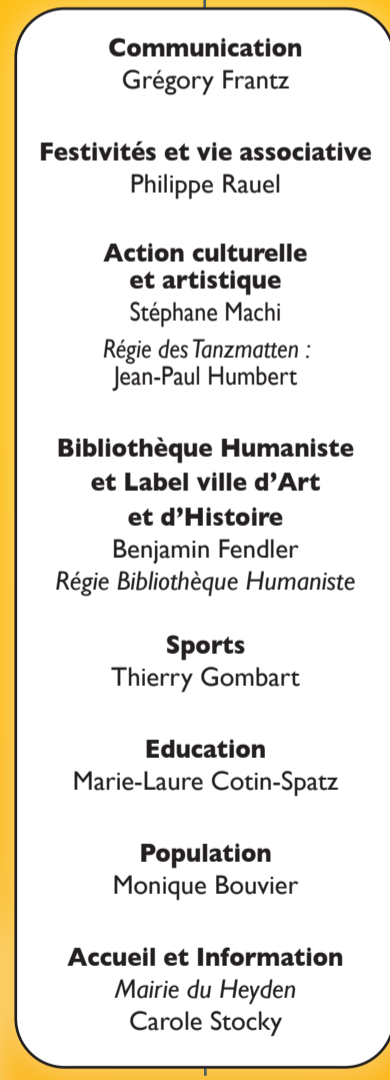 Communication
Grégory Frantz
Festivités et vie associative
Philippe Rauel
Action culturelle
et artistique
Stéphane Machi
Régie des Tanzmatten :
Jean-Paul Humbert
Bibliothèque Humaniste
et Label ville d’Art
et d’Histoire
Benjamin Fendler
Régie Bibliothèque Humaniste
Sports
Thierry Gombart
Education
Marie-Laure Cotin-Spatz
Population
Monique Bouvier
Accueil et Information
Mairie du Heyden
Carole Stocky